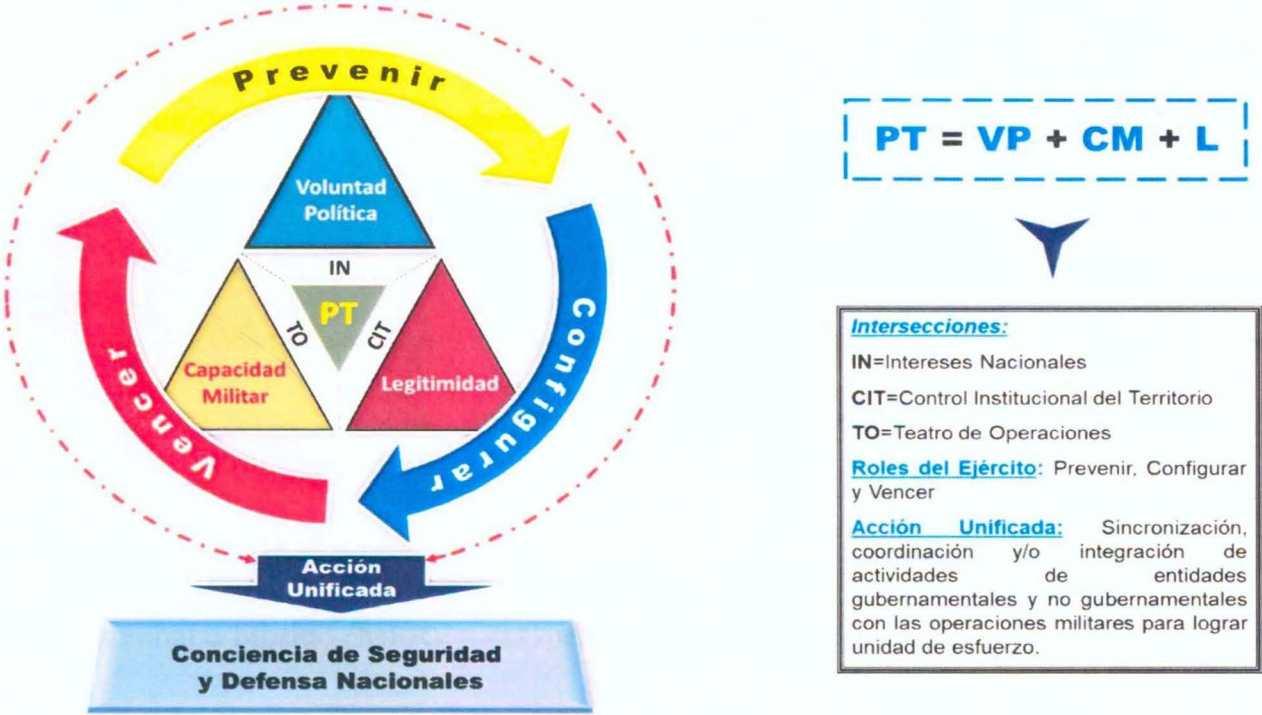 Prevenir
Voluntad
Política
IN
PT
TO
CIT
Capacidad
Militar
Legitimidad
Configurar
Vencer
Acción
Unificada
Conciencia de Seguridad
y Defensa Nacionales
PT = VP + CM + L
Intersecciones:
IN=Intereses Nacionales
CIT=Control Institucional del Territorio
TO=Teatro de Operaciones
Roles del Ejército: Prevenir, Configurar
y Vencer
Acción Unificada: Sincronización,
coordinación y/o integración de
actividades de entidades
gubernamentales y no gubernamentales
con las operaciones militares para lograr
unidad de esfuerzo.